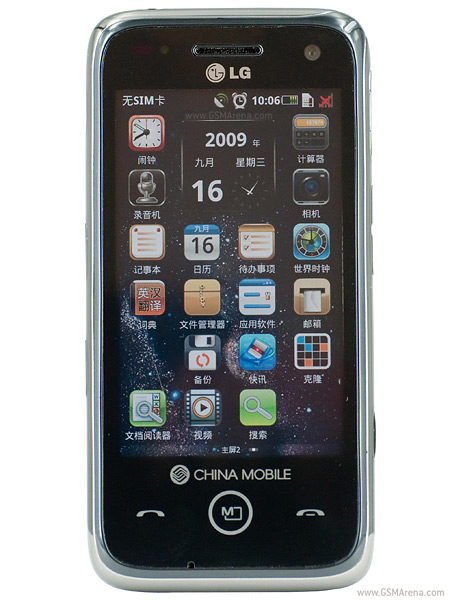 LG
无SIM卡 10:06
www.GSMArena.com
2009 年
九月 星期三
16
闹钟 计算器
录音机 相机
九月
16
记事本 日历 待办事项 世界时钟
英汉
翻译
词典 文件管理器 应用软件 邮箱
备份 快讯 克隆
文档阅读器 视频 搜索
主屏2
CHINA MOBILE
M
www.GSMArena.com